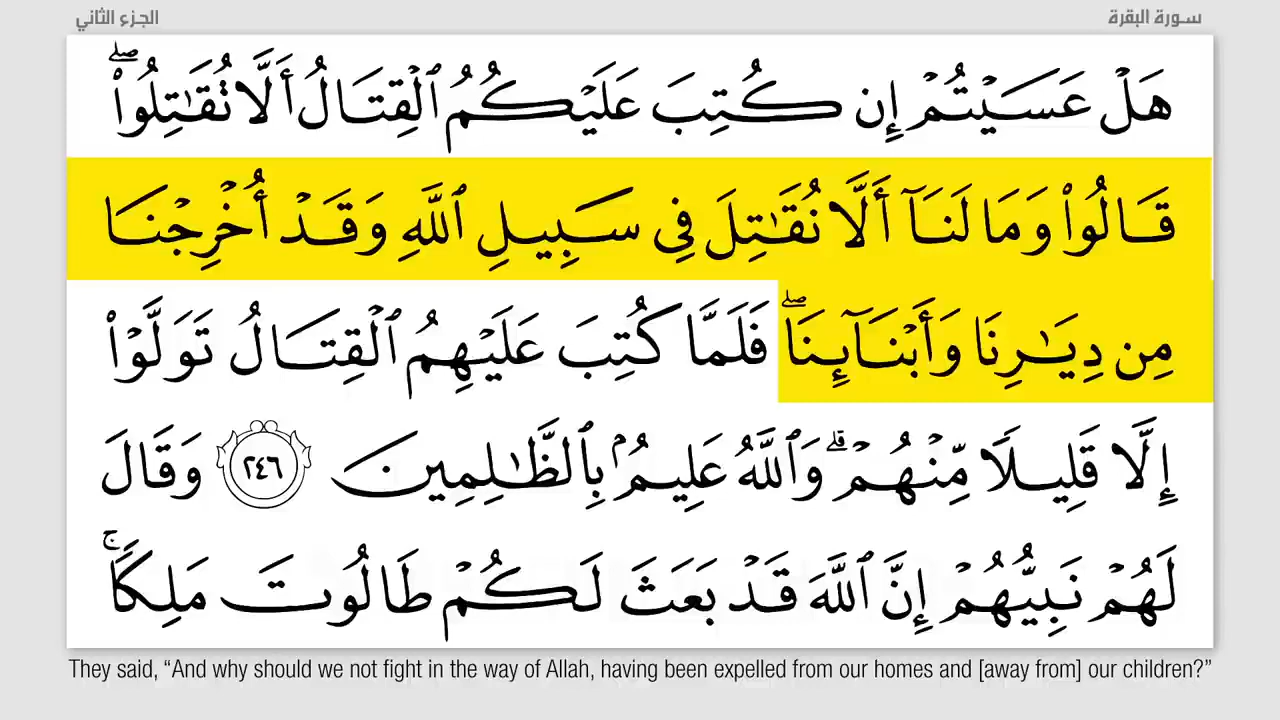 سورة البقرة
الجزء الثاني
هَلْ عَسَيْتُمْ إِن كُتِبَ عَلَيْكُمُ ٱلْقِتَالُ أَلَّا تُقَـٰتِلُوا۟ ۖ
قَالُوا۟ وَمَا لَنَآ أَلَّا نُقَـٰتِلَ فِى سَبِيلِ ٱللَّهِ وَقَدْ أُخْرِجْنَا
مِن دِيَـٰرِنَا وَأَبْنَآئِنَا ۖ فَلَمَّا كُتِبَ عَلَيْهِمُ ٱلْقِتَالُ تَوَلَّوْا۟
إِلَّا قَلِيلًا مِّنْهُمْ ۗ وَٱللَّهُ عَلِيمٌۢ بِٱلظَّـٰلِمِينَ ٢٤٦ وَقَالَ
لَهُمْ نَبِيُّهُمْ إِنَّ ٱللَّهَ قَدْ بَعَثَ لَكُمْ طَالُوتَ مَلِكًا ۚ
They said, “And why should we not fight in the way of Allah, having been expelled from our homes and [away from] our children?”